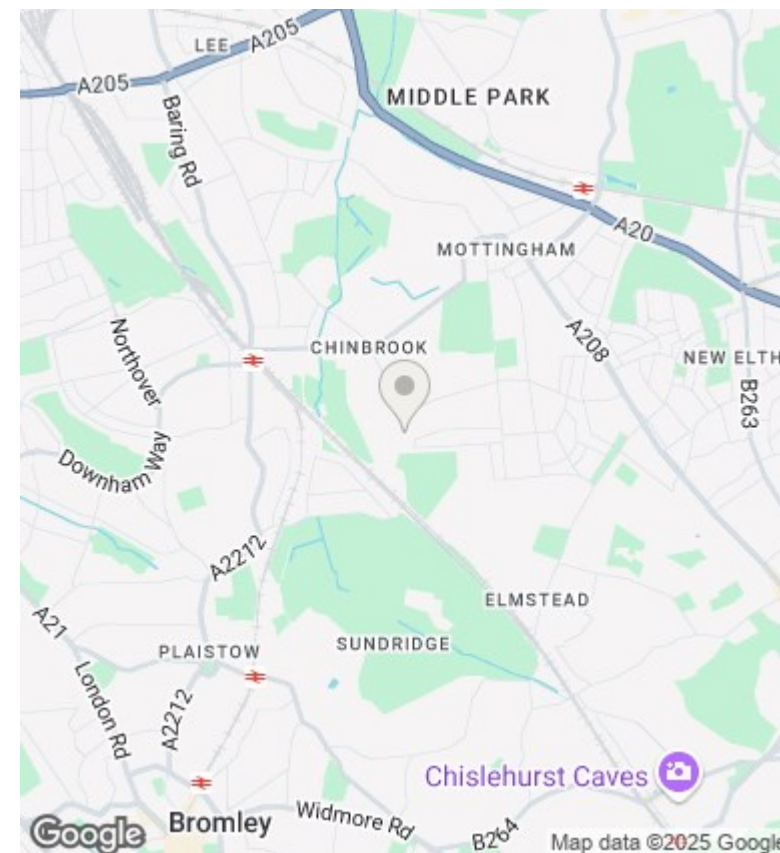 LEE
A205
A205
Baring Rd
MIDDLE PARK
A20
MOTTINGHAM
Northover
CHINBROOK
A208
NEW ELTH
B263
Downham Way
A2212
ELMSTEAD
A21
PLAISTOW
SUNDRIDGE
London Rd
A2212
Chislehurst Caves
Bromley
Widmore Rd
B264
Google
Map data ©2025 Google